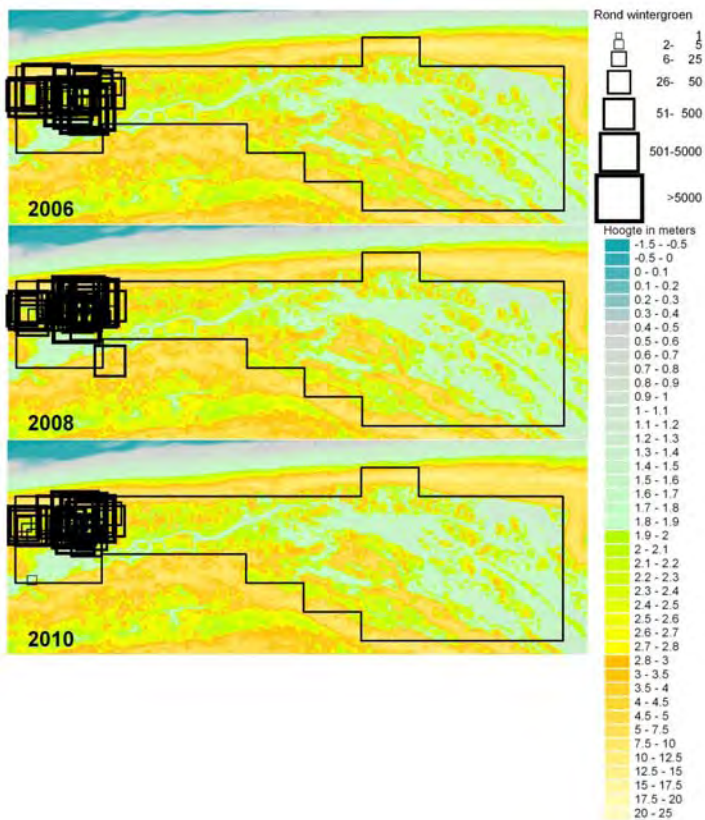 Rond wintergroen
1
2- 5
6- 25
26- 50
51- 500
501-5000
>5000
2006
Hoogte in meters
-1.5 - -0.5
-0.5 - 0
0 - 0.1
0.1 - 0.2
0.2 - 0.3
0.3 - 0.4
0.4 - 0.5
0.5 - 0.6
0.6 - 0.7
0.7 - 0.8
0.8 - 0.9
0.9 - 1
1 - 1.1
1.1 - 1.2
1.2 - 1.3
1.3 - 1.4
1.4 - 1.5
1.5 - 1.6
1.6 - 1.7
1.7 - 1.8
1.8 - 1.9
1.9 - 2
2 - 2.1
2.1 - 2.2
2.2 - 2.3
2.3 - 2.4
2.4 - 2.5
2.5 - 2.6
2.6 - 2.7
2.7 - 2.8
2.8 - 3
3 - 3.5
3.5 - 4
4 - 4.5
4.5 - 5
5 - 7.5
7.5 - 10
10 - 12.5
12.5 - 15
15 - 17.5
17.5 - 20
20 - 25
2008
2010